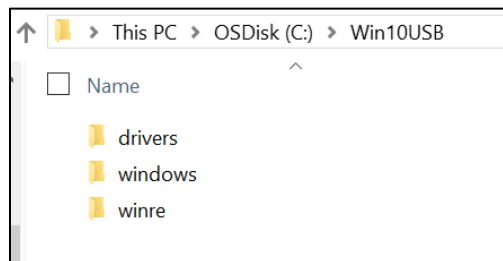 This PC > OSDisk (C:) > Win10USB
Name
drivers
windows
winre